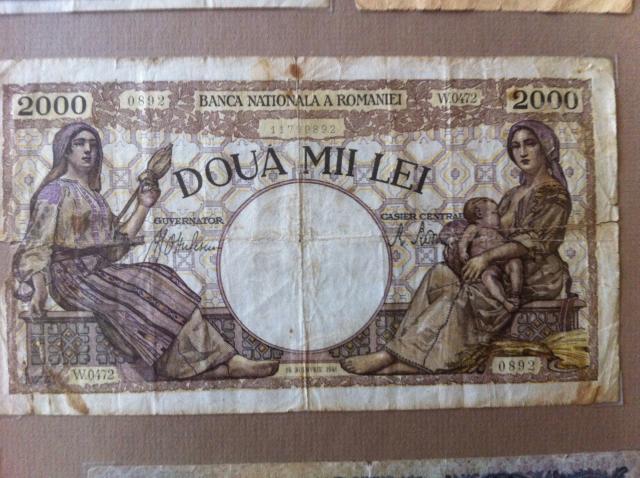 2000 0892 BANCA NATIONALA A ROMANIEI W.0472 2000
DOUA MII LEI
GUVERNATOR CASIER CENTRAL
W.0472 0892